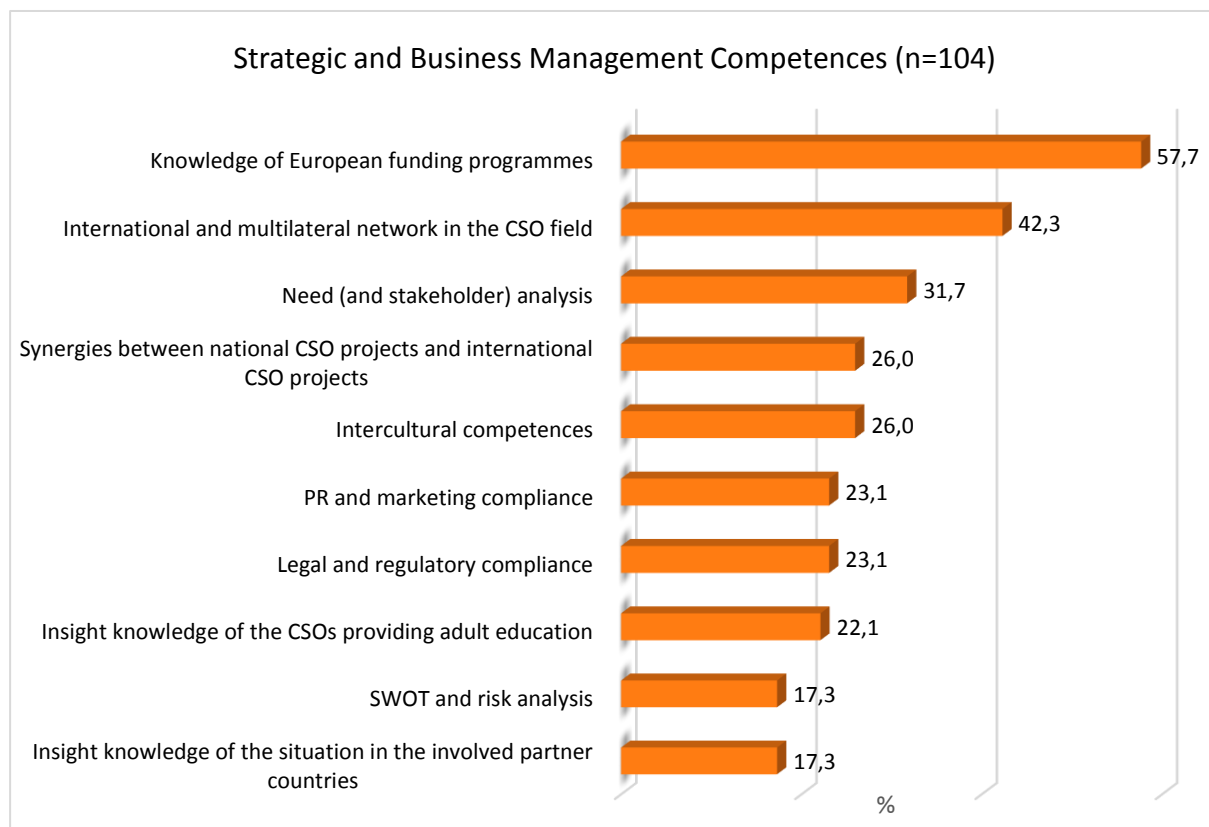 Strategic and Business Management Competences (n=104)
Knowledge of European funding programmes
57,7
International and multilateral network in the CSO field
42,3
Need (and stakeholder) analysis
31,7
Synergies between national CSO projects and international
CSO projects
26,0
Intercultural competences
26,0
PR and marketing compliance
23,1
Legal and regulatory compliance
23,1
Insight knowledge of the CSOs providing adult education
22,1
SWOT and risk analysis
17,3
Insight knowledge of the situation in the involved partner
countries
17,3
%